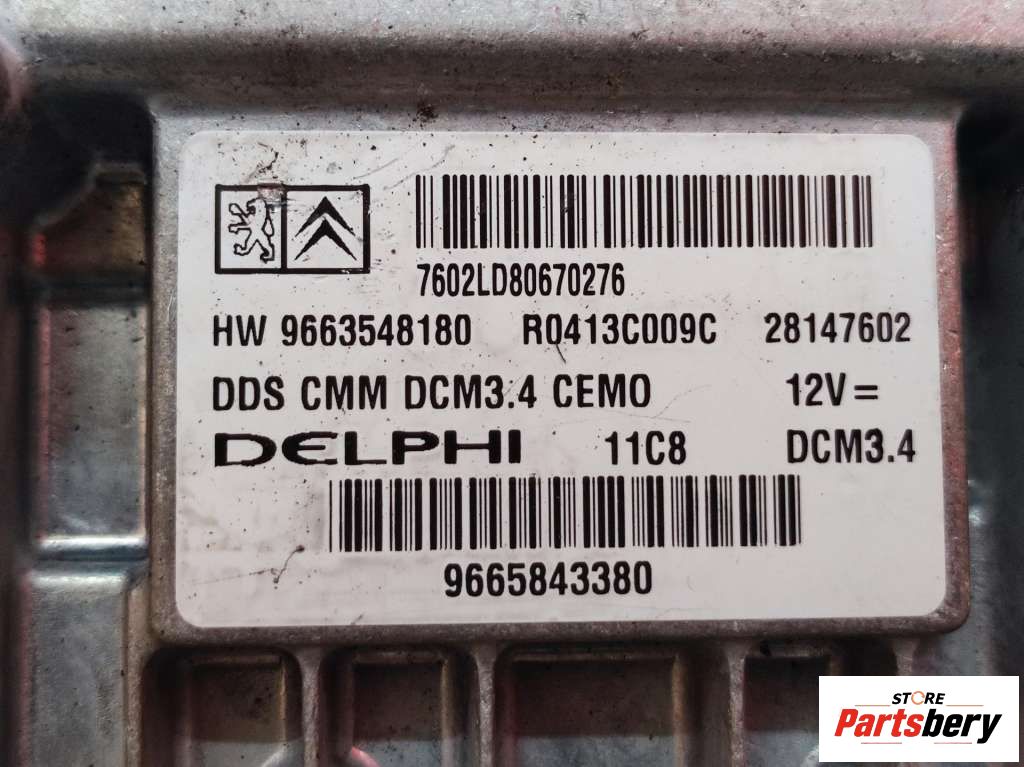 7602LD80670276
HW 9663548180 R0413C009C 28147602
DDS CMM DCM3.4 CEMO 12V =
DELPHI 11C8 DCM3.4
9665843380
STORE
Partsbery